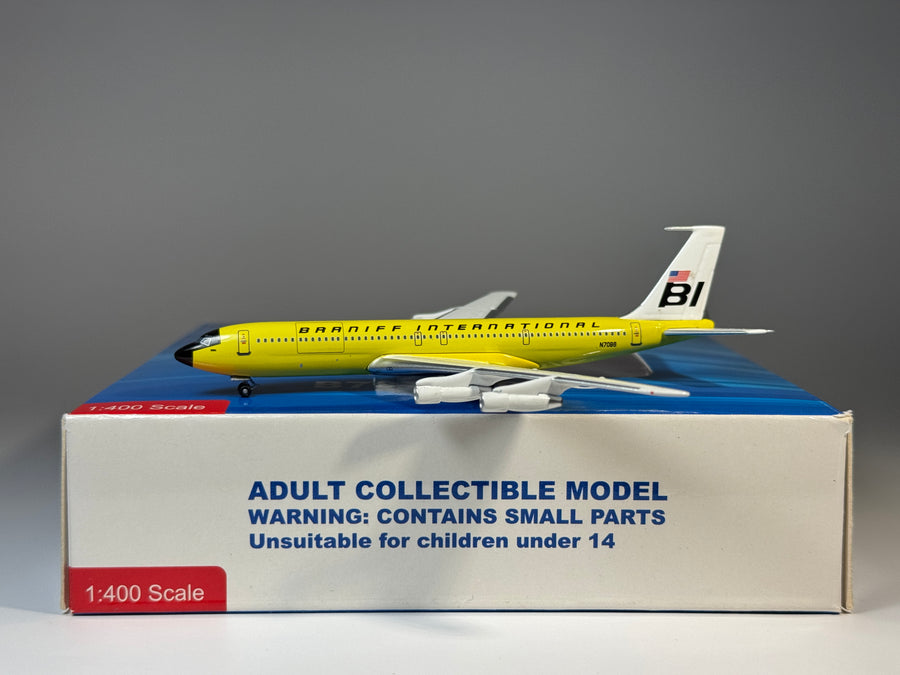 BI
BRANIFF INTERNATIONAL
N7098
1:400 Scale
ADULT COLLECTIBLE MODEL
WARNING: CONTAINS SMALL PARTS
Unsuitable for children under 14
1:400 Scale